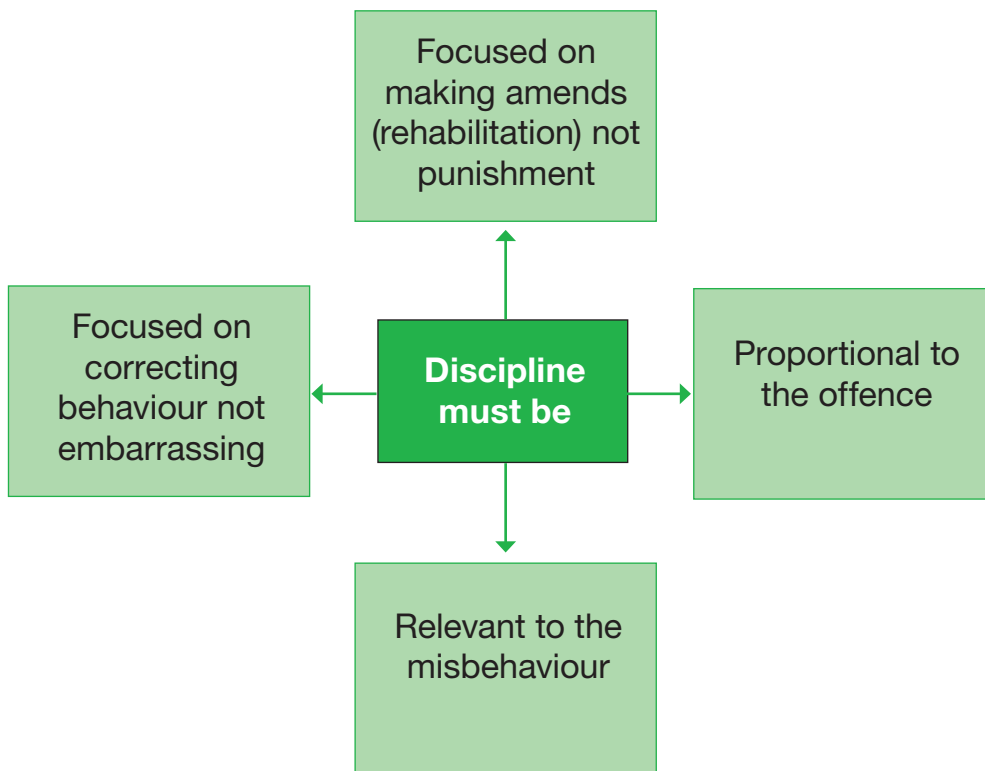 Focused on
making amends
(rehabilitation) not
punishment
Focused on
correcting
behaviour not
embarrassing
Discipline
must be
Proportional to
the offence
Relevant to the
misbehaviour